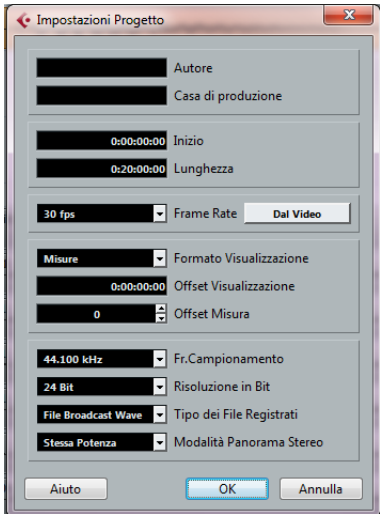 Impostazioni Progetto
Autore
Casa di produzione
0:00:00:00 Inizio
0:20:00:00 Lunghezza
30 fps Frame Rate Dal Video
Misure Formato Visualizzazione
0:00:00:00 Offset Visualizzazione
0 Offset Misura
44.100 kHz Fr.Campionamento
24 Bit Risoluzione in Bit
File Broadcast Wave Tipo dei File Registrati
Stessa Potenza Modalità Panorama Stereo
Aiuto OK Annulla